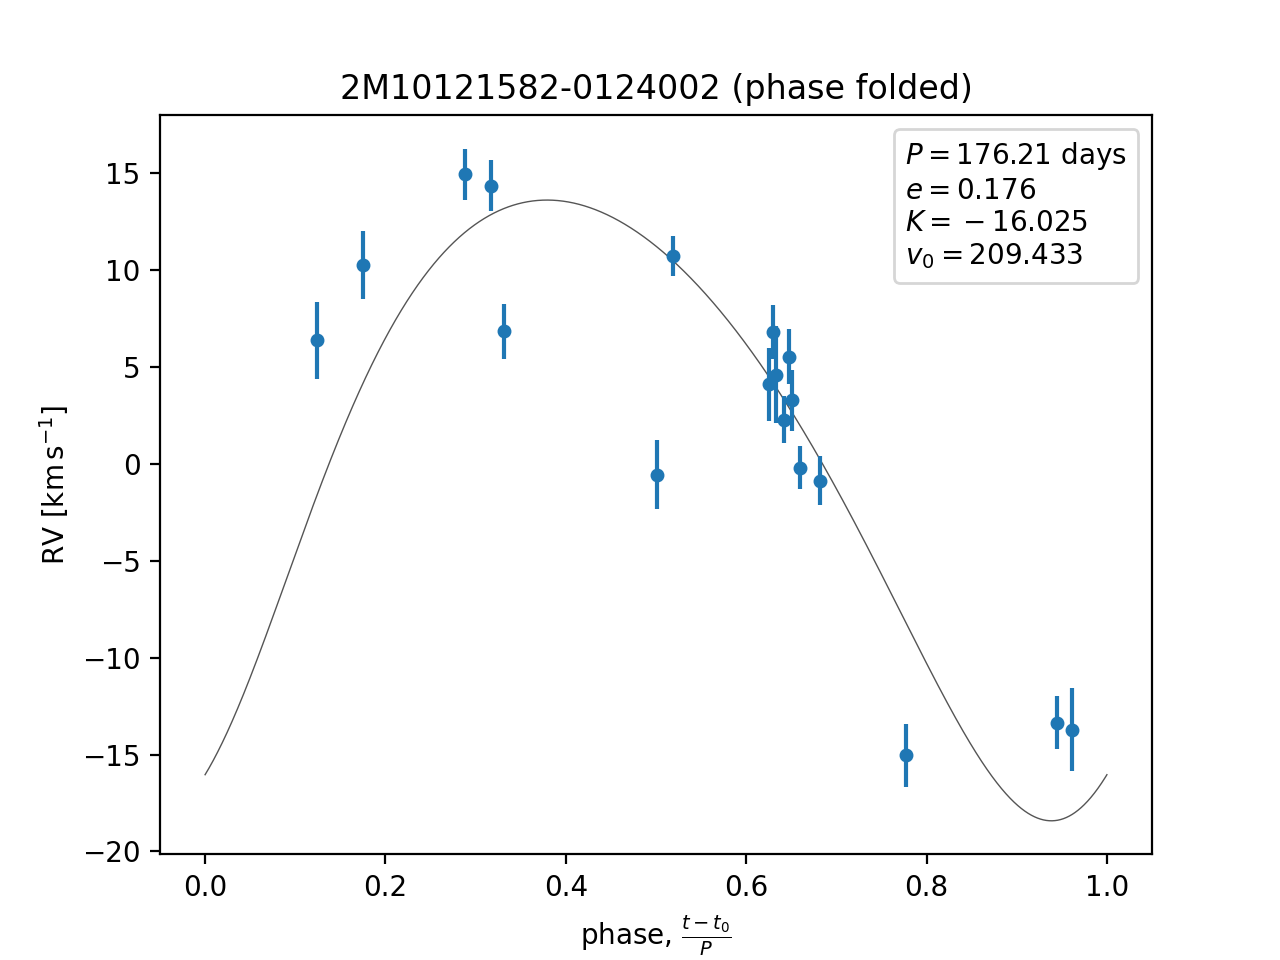 2M10121582-0124002 (phase folded)
P = 176.21 days
e = 0.176
K = −16.025
v₀ = 209.433
15
10
5
0
−5
−10
−15
−20
RV [km s⁻¹]
0.0 0.2 0.4 0.6 0.8 1.0
phase, (t − t₀)/P